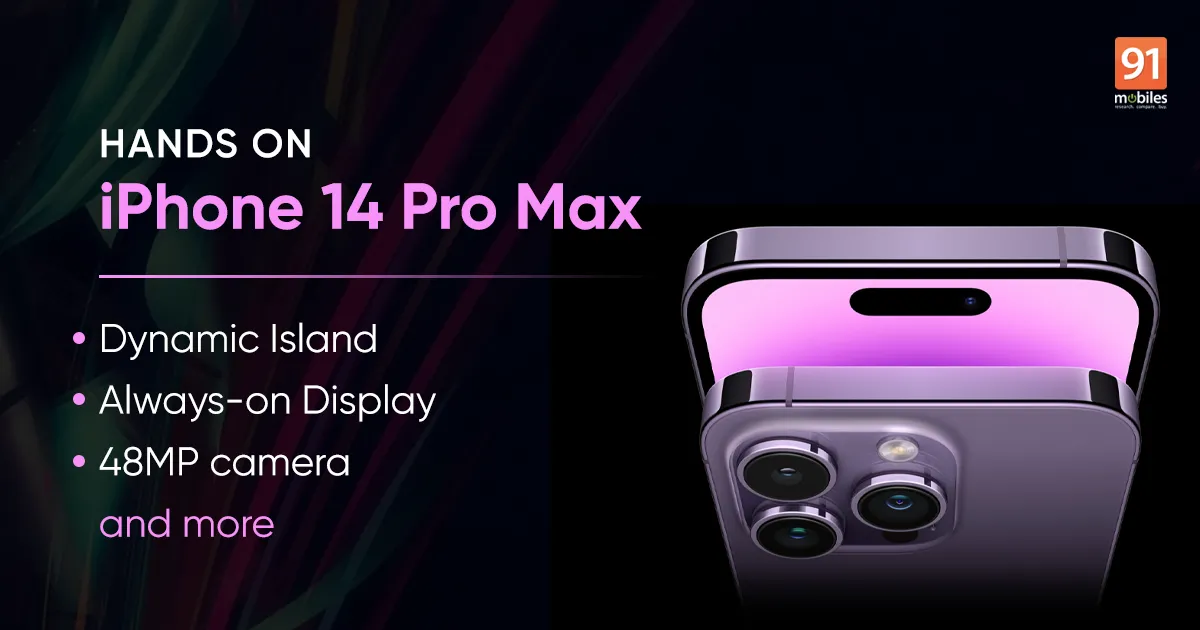 91
mobiles
research. compare. buy.
HANDS ON
iPhone 14 Pro Max
• Dynamic Island
• Always-on Display
• 48MP camera
and more